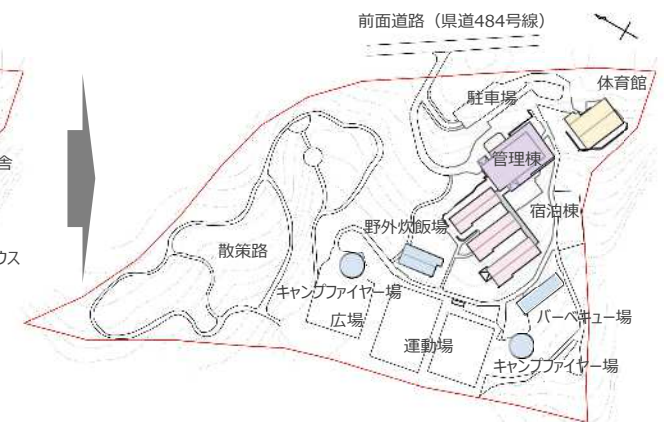 前面道路（県道484号線）
体育館
駐車場
舎
管理棟
宿泊棟
野外炊飯場
散策路
ウス
キャンプファイヤー場
広場
バーベキュー場
運動場
キャンプファイヤー場